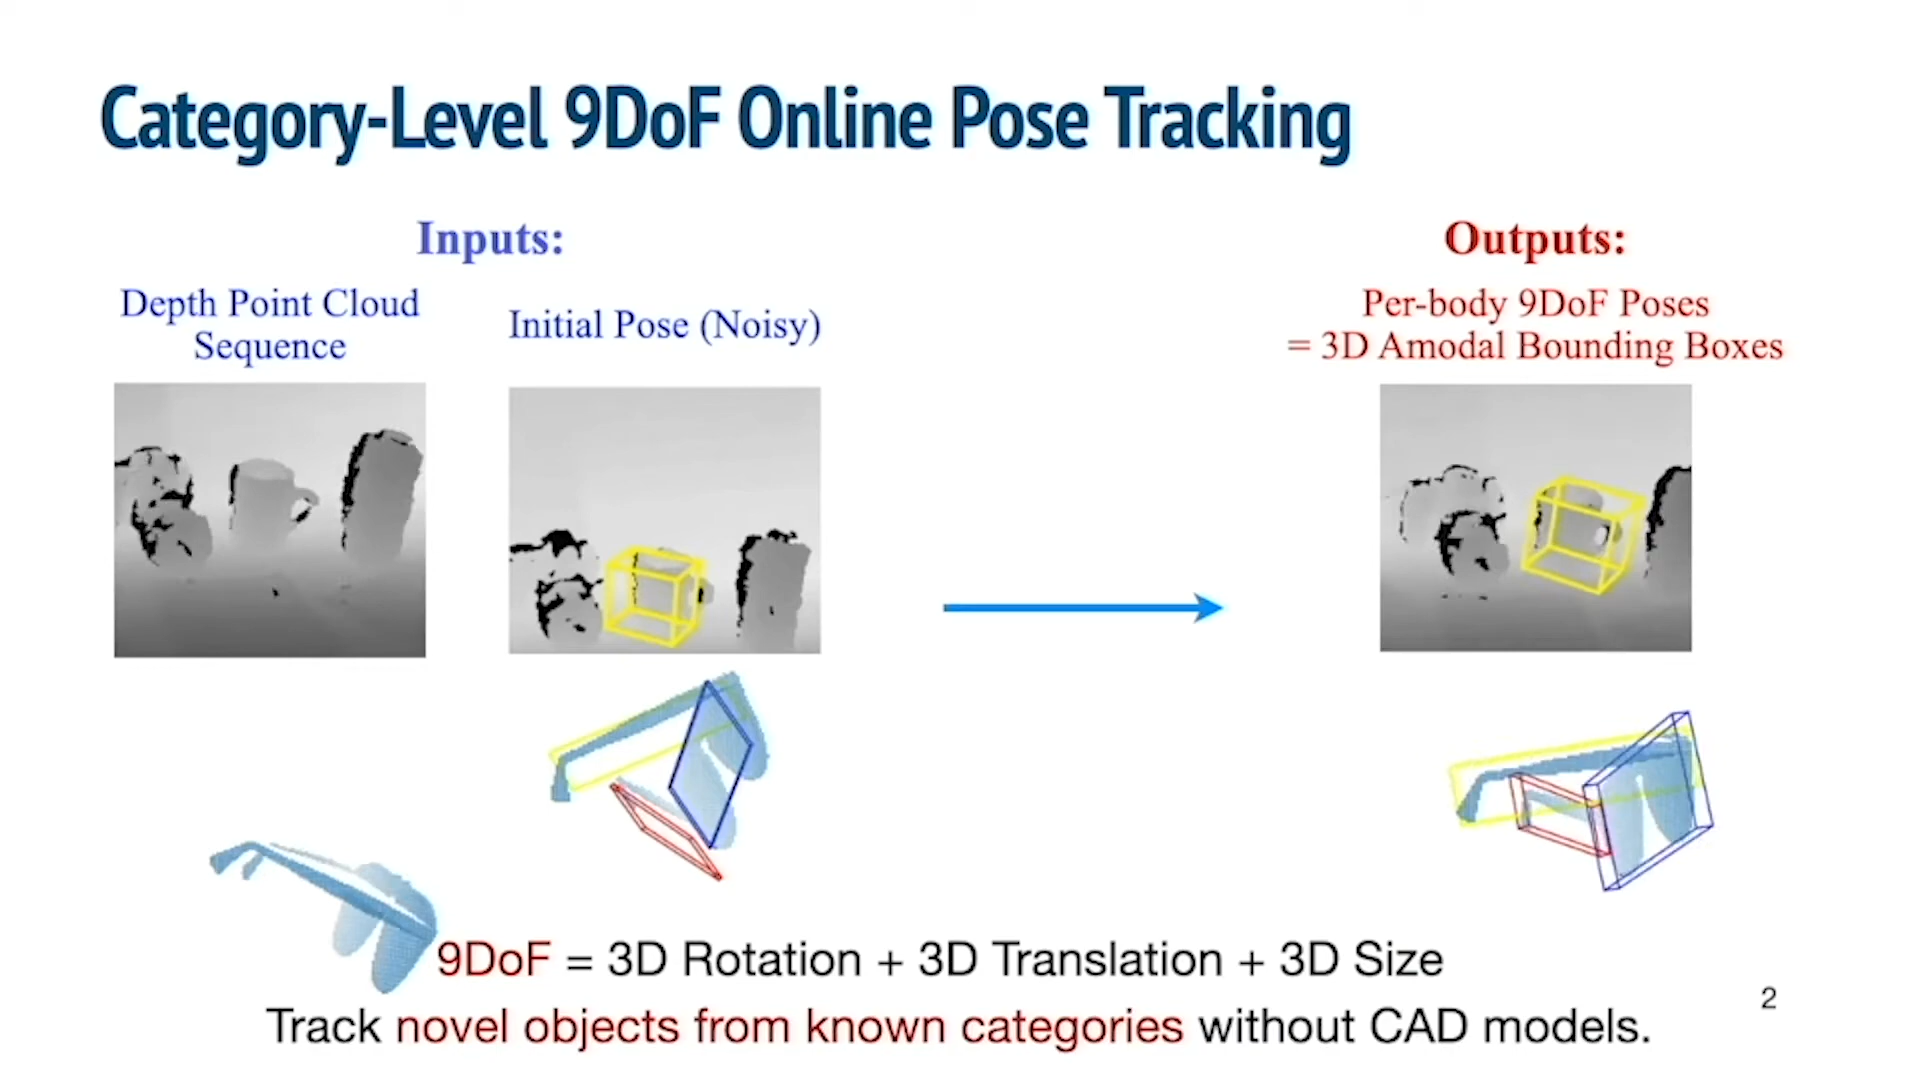 Category-Level 9DoF Online Pose Tracking
Inputs:
Depth Point Cloud
Sequence
Initial Pose (Noisy)
Outputs:
Per-body 9DoF Poses
= 3D Amodal Bounding Boxes
9DoF = 3D Rotation + 3D Translation + 3D Size
Track novel objects from known categories without CAD models.
2